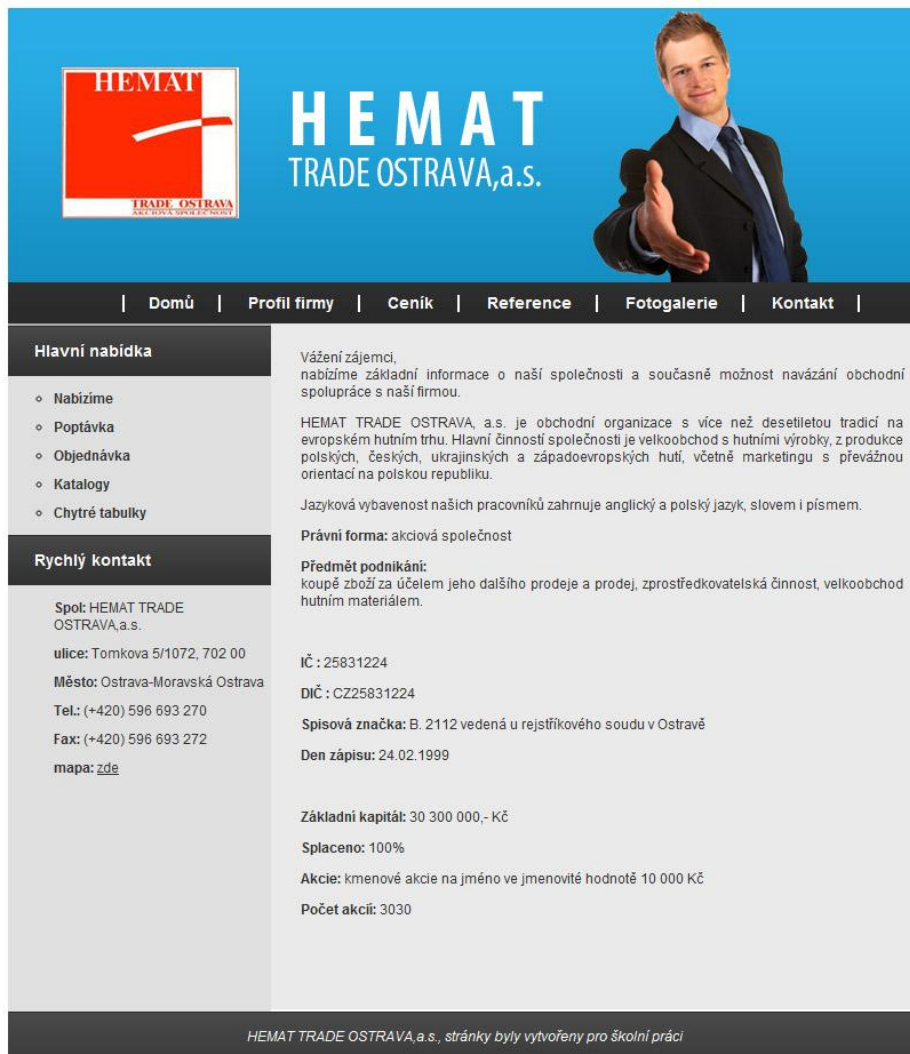 HEMAT
TRADE OSTRAVA
AKCIOVÁ SPOLEČNOST
HEMAT
TRADE OSTRAVA,a.s.
Domů | Profil firmy | Ceník | Reference | Fotogalerie | Kontakt
Hlavní nabídka
Nabízíme
Poptávka
Objednávka
Katalogy
Chytré tabulky
Rychlý kontakt
Spol: HEMAT TRADE
OSTRAVA,a.s.
ulice: Tomkova 5/1072, 702 00
Město: Ostrava-Moravská Ostrava
Tel.: (+420) 596 693 270
Fax: (+420) 596 693 272
mapa: zde
Vážení zájemci,
nabízíme základní informace o naší společnosti a současně možnost navázání obchodní
spolupráce s naší firmou.
HEMAT TRADE OSTRAVA, a.s. je obchodní organizace s více než desetiletou tradicí na
evropském hutním trhu. Hlavní činností společnosti je velkoobchod s hutními výrobky, z produkce
polských, českých, ukrajinských a západoevropských hutí, včetně marketingu s převážnou
orientací na polskou republiku.
Jazyková vybavenost našich pracovníků zahrnuje anglický a polský jazyk, slovem i písmem.
Právní forma: akciová společnost
Předmět podnikání:
koupě zboží za účelem jeho dalšího prodeje a prodej, zprostředkovatelská činnost, velkoobchod
hutním materiálem.
IČ : 25831224
DIČ : CZ25831224
Spisová značka: B. 2112 vedená u rejstříkového soudu v Ostravě
Den zápisu: 24.02.1999
Základní kapitál: 30 300 000,- Kč
Splaceno: 100%
Akcie: kmenové akcie na jméno ve jmenovité hodnotě 10 000 Kč
Počet akcií: 3030
HEMAT TRADE OSTRAVA,a.s., stránky byly vytvořeny pro školní práci